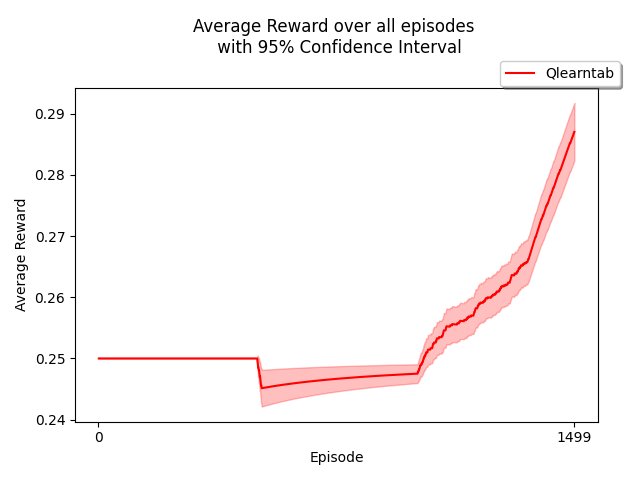 Average Reward over all episodes
with 95% Confidence Interval
Qlearntab
0.29
0.28
0.27
0.26
0.25
0.24
Average Reward
0
1499
Episode